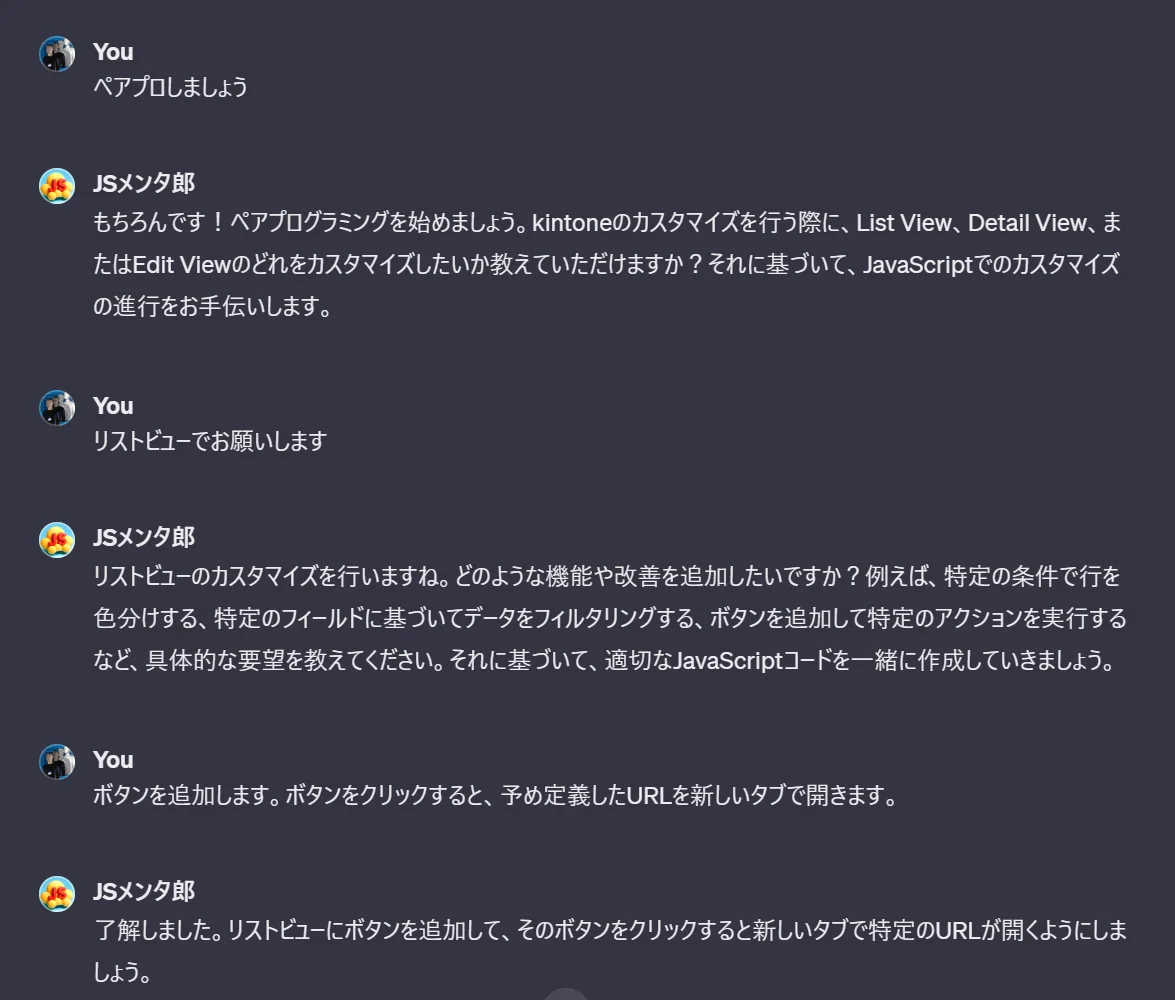 You
ペアプロしましょう
JSメンタ郎
もちろんです！ペアプログラミングを始めましょう。kintoneのカスタマイズを行う際に、List View、Detail View、ま
たはEdit Viewのどれをカスタマイズしたいか教えていただけますか？それに基づいて、JavaScriptでのカスタマイズ
の進行をお手伝いします。
You
リストビューでお願いします
JSメンタ郎
リストビューのカスタマイズを行いますね。どのような機能や改善を追加したいですか？例えば、特定の条件で行を
色分けする、特定のフィールドに基づいてデータをフィルタリングする、ボタンを追加して特定のアクションを実行する
など、具体的な要望を教えてください。それに基づいて、適切なJavaScriptコードを一緒に作成していきましょう。
You
ボタンを追加します。ボタンをクリックすると、予め定義したURLを新しいタブで開きます。
JSメンタ郎
了解しました。リストビューにボタンを追加して、そのボタンをクリックすると新しいタブで特定のURLが開くようにしま
しょう。